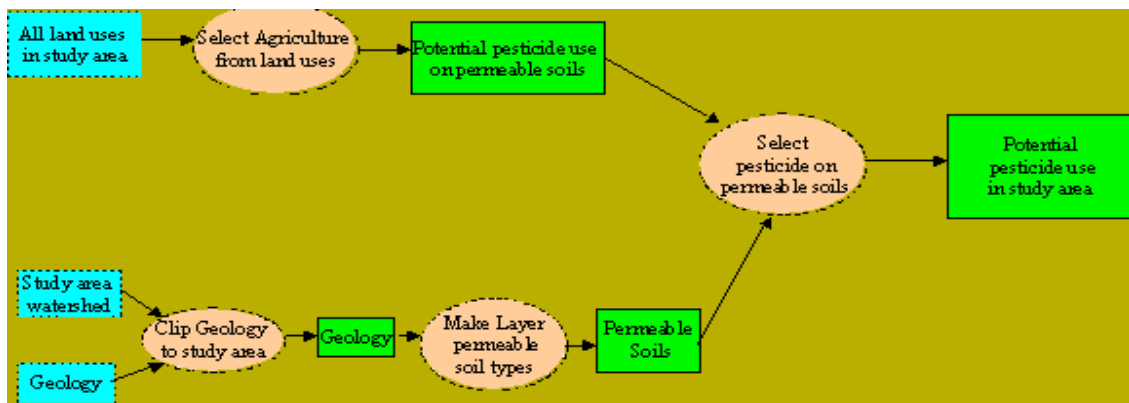 All land uses
in study area
Select Agriculture
from land uses
Potential pesticide use
on permeable soils
Select
pesticide on
permeable soils
Potential
pesticide use
in study area
Study area
watershed
Geology
Clip Geology
to study area
Geology
Make Layer
permeable
soil types
Permeable
Soils